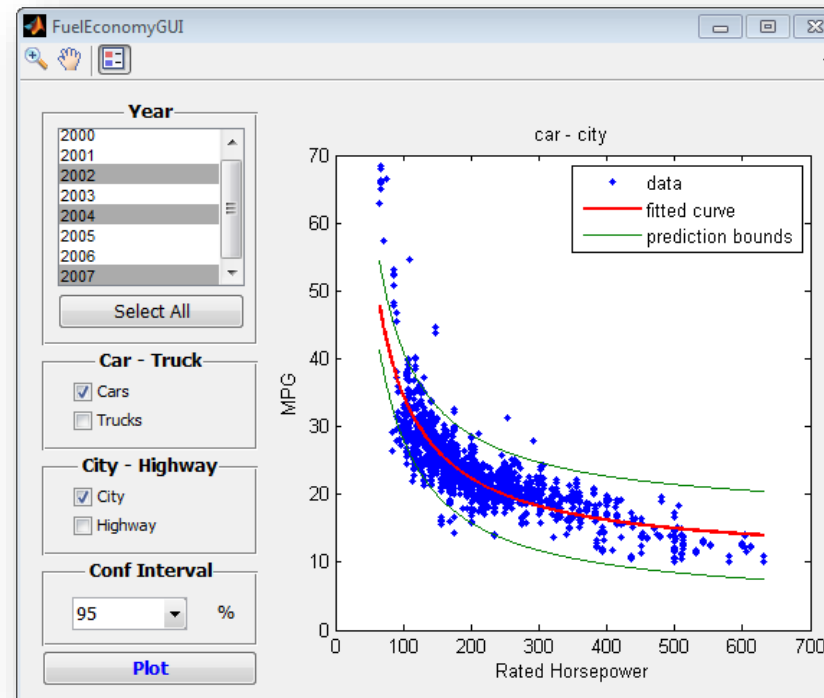 FuelEconomyGUI
Year
2000
2001
2002
2003
2004
2005
2006
2007
Select All
Car - Truck
Cars
Trucks
City - Highway
City
Highway
Conf Interval
95 %
Plot
car - city
70
60
50
40
30
20
10
0
MPG
data
fitted curve
prediction bounds
0 100 200 300 400 500 600 700
Rated Horsepower